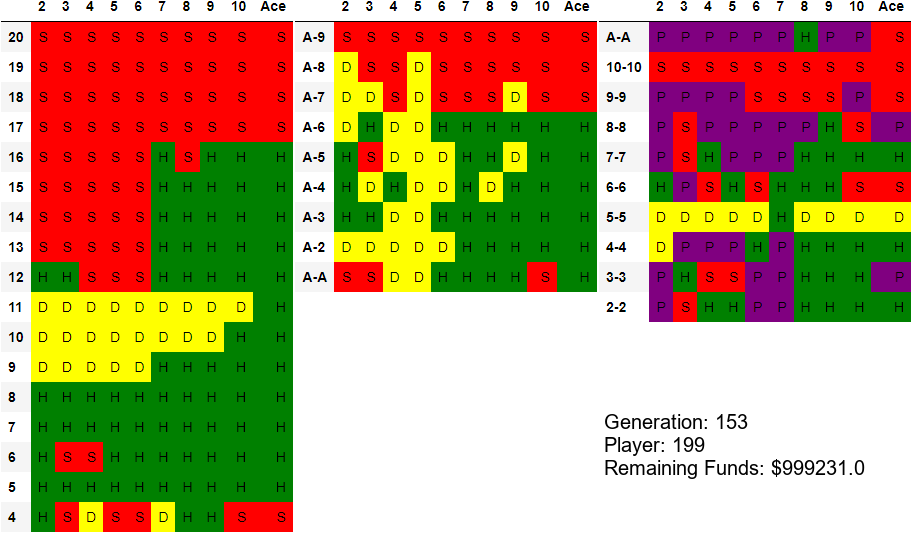 2 3 4 5 6 7 8 9 10 Ace
20 S S S S S S S S S S
19 S S S S S S S S S S
18 S S S S S S S S S S
17 S S S S S S S S S S
16 S S S S S H S H H H
15 S S S S S H H H H H
14 S S S S S H H H H H
13 S S S S S H H H H H
12 H H S S S H H H H H
11 D D D D D D D D D H
10 D D D D D D D D H H
9 D D D D D H H H H H
8 H H H H H H H H H H
7 H H H H H H H H H H
6 H S S H H H H H H H
5 H H H H H H H H H H
4 H S D S S D H H S S
2 3 4 5 6 7 8 9 10 Ace
A-9 S S S S S S S S S S
A-8 D S S D S S S S S S
A-7 D D S D S S S D S S
A-6 D H D D H H H H H H
A-5 H S D D D H H D H H
A-4 H D H D D H D H H H
A-3 H H D D H H H H H H
A-2 D D D D D H H H H H
A-A S S D D H H H H S H
2 3 4 5 6 7 8 9 10 Ace
A-A P P P P P P H P P S
10-10 S S S S S S S S S S
9-9 P P P P S S S S P S
8-8 P S P P P P P H S P
7-7 P S H P P P H H H H
6-6 H P S H S H H H S S
5-5 D D D D D H D D D D
4-4 D P P P H P H H H H
3-3 P H S S P P H H H P
2-2 P S H H P P H H H H
Generation: 153
Player: 199
Remaining Funds: $999231.0